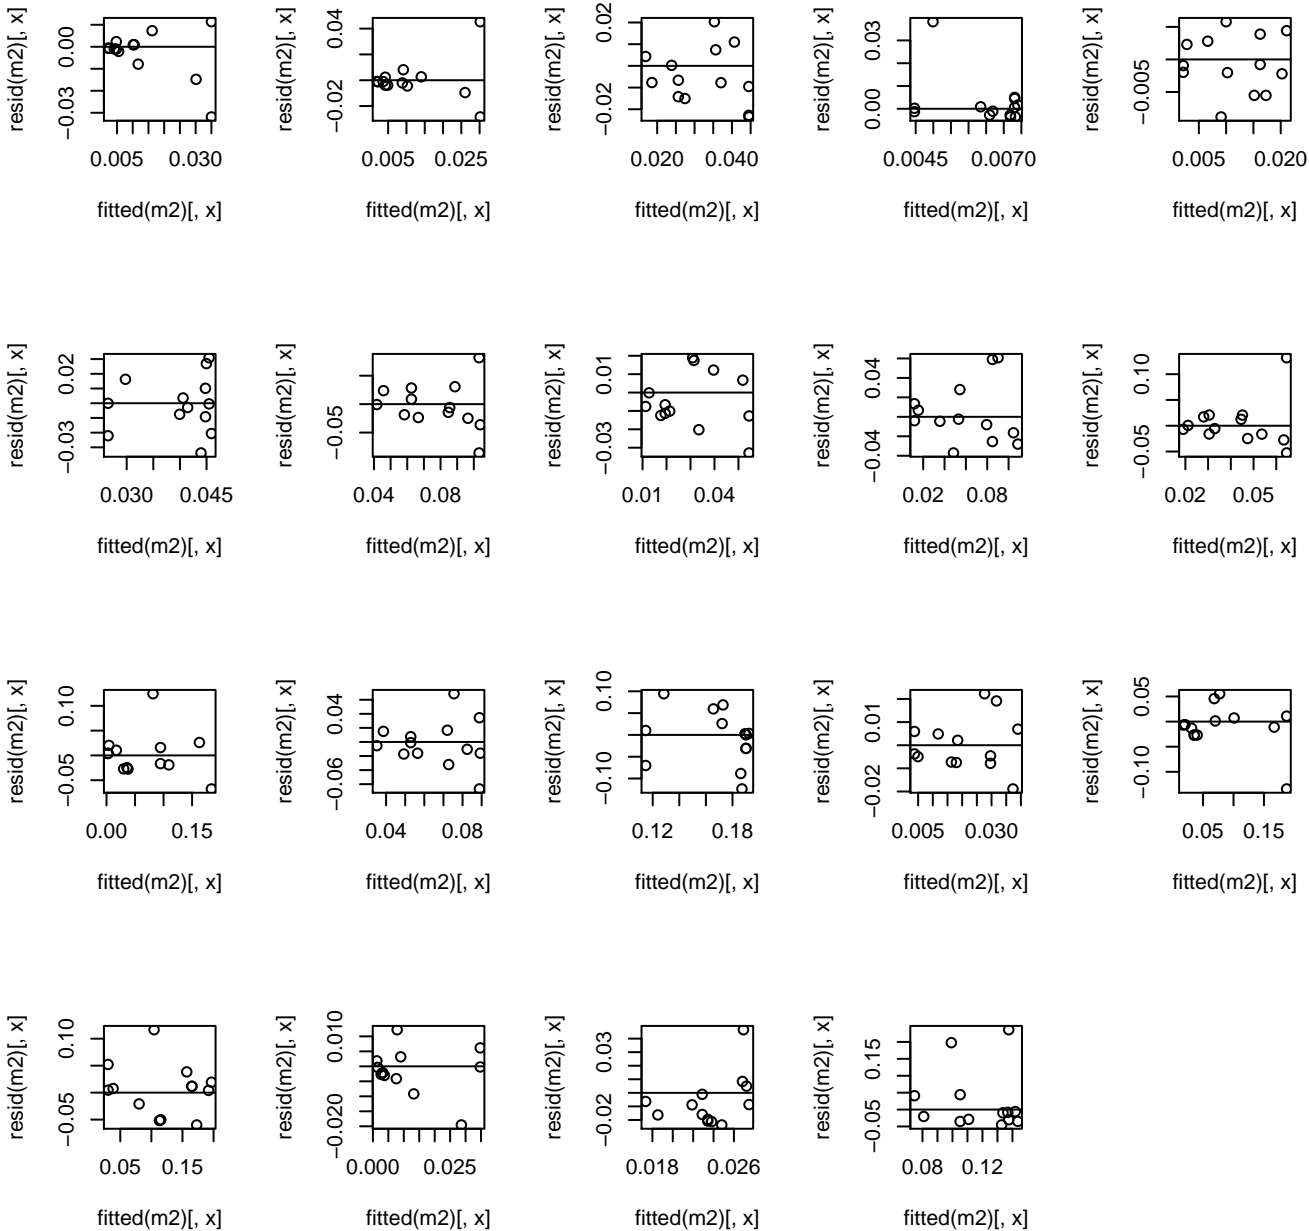 resid(m2)[, x]
0.00
−0.03
0.005
0.030
fitted(m2)[, x]
resid(m2)[, x]
0.04
−0.02
0.005
0.025
fitted(m2)[, x]
resid(m2)[, x]
0.02
−0.02
0.020
0.040
fitted(m2)[, x]
resid(m2)[, x]
0.03
0.00
0.0045
0.0070
fitted(m2)[, x]
resid(m2)[, x]
−0.005
0.005
0.020
fitted(m2)[, x]
resid(m2)[, x]
0.02
−0.03
0.030
0.045
fitted(m2)[, x]
resid(m2)[, x]
−0.05
0.04
0.08
fitted(m2)[, x]
resid(m2)[, x]
0.01
−0.03
0.01
0.04
fitted(m2)[, x]
resid(m2)[, x]
0.04
−0.04
0.02
0.08
fitted(m2)[, x]
resid(m2)[, x]
0.10
−0.05
0.02
0.05
fitted(m2)[, x]
resid(m2)[, x]
0.10
−0.05
0.00
0.15
fitted(m2)[, x]
resid(m2)[, x]
0.04
−0.06
0.04
0.08
fitted(m2)[, x]
resid(m2)[, x]
0.10
−0.10
0.12
0.18
fitted(m2)[, x]
resid(m2)[, x]
0.01
−0.02
0.005
0.030
fitted(m2)[, x]
resid(m2)[, x]
0.05
−0.10
0.05
0.15
fitted(m2)[, x]
resid(m2)[, x]
0.10
−0.05
0.05
0.15
fitted(m2)[, x]
resid(m2)[, x]
0.010
−0.020
0.000
0.025
fitted(m2)[, x]
resid(m2)[, x]
0.03
−0.02
0.018
0.026
fitted(m2)[, x]
resid(m2)[, x]
0.15
−0.05
0.08
0.12
fitted(m2)[, x]